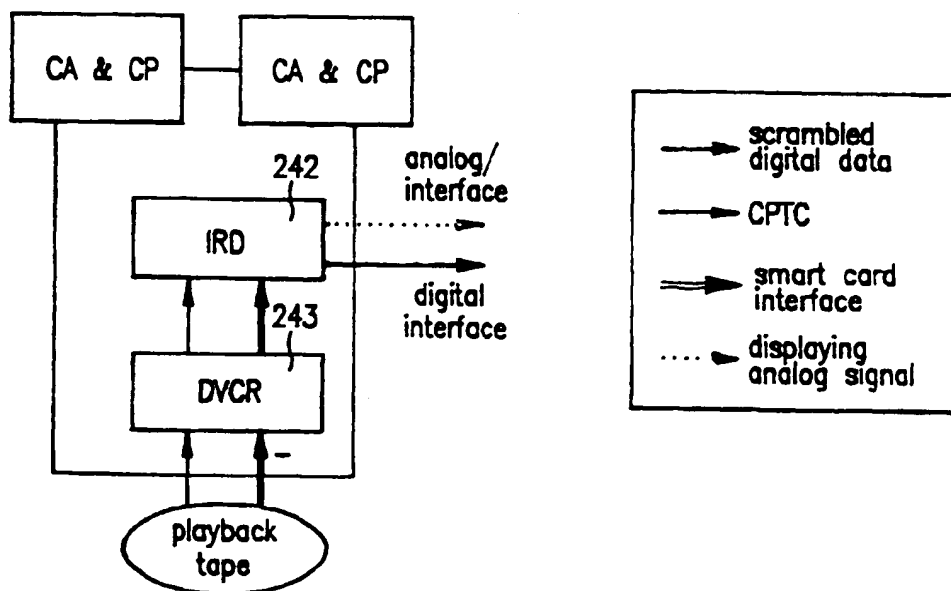 CA & CP
CA & CP
242
analog/
interface
IRD
digital
interface
243
DVCR
playback
tape
scrambled
digital data
CPTC
smart card
interface
displaying
analog signal